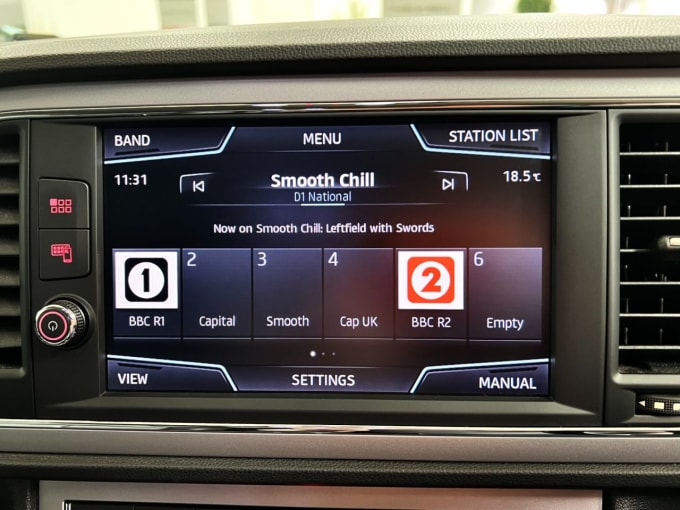 BAND MENU STATION LIST
11:31 Smooth Chill 18.5°C
D1 National
Now on Smooth Chill: Leftfield with Swords
1 2 3 4 2 6
BBC R1 Capital Smooth Cap UK BBC R2 Empty
VIEW SETTINGS MANUAL